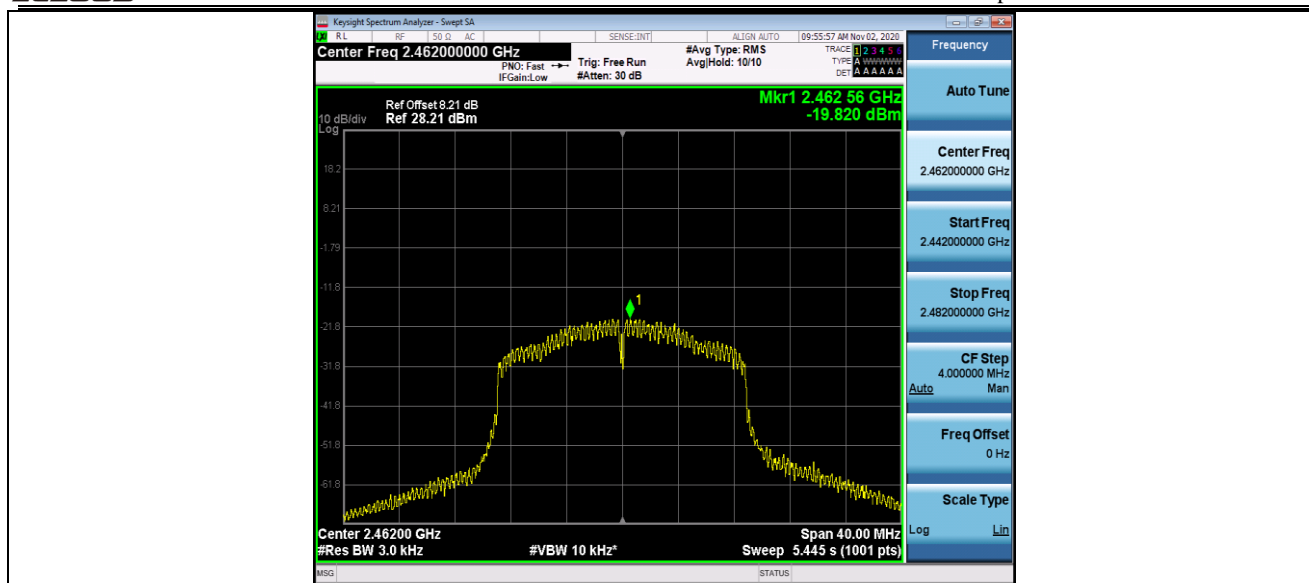 Keysight Spectrum Analyzer - Swept SA
RL RF 50 Ω AC SENSE:INT ALIGN AUTO 09:55:57 AM Nov 02, 2020
Center Freq 2.462000000 GHz
PNO: Fast
IFGain:Low
Trig: Free Run
#Atten: 30 dB
#Avg Type: RMS
Avg|Hold: 10/10
TRACE 1 2 3 4 5 6
TYPE A WWWWW
DET A A A A A A
Ref Offset 8.21 dB
10 dB/div Ref 28.21 dBm
Log
Mkr1 2.462 56 GHz
-19.820 dBm
18.2
8.21
-1.79
-11.8
1
-21.8
-31.8
-41.8
-51.8
-61.8
Center 2.46200 GHz Span 40.00 MHz
#Res BW 3.0 kHz #VBW 10 kHz* Sweep 5.445 s (1001 pts)
MSG STATUS
Frequency
Auto Tune
Center Freq
2.462000000 GHz
Start Freq
2.442000000 GHz
Stop Freq
2.482000000 GHz
CF Step
4.000000 MHz
Auto Man
Freq Offset
0 Hz
Scale Type
Log Lin